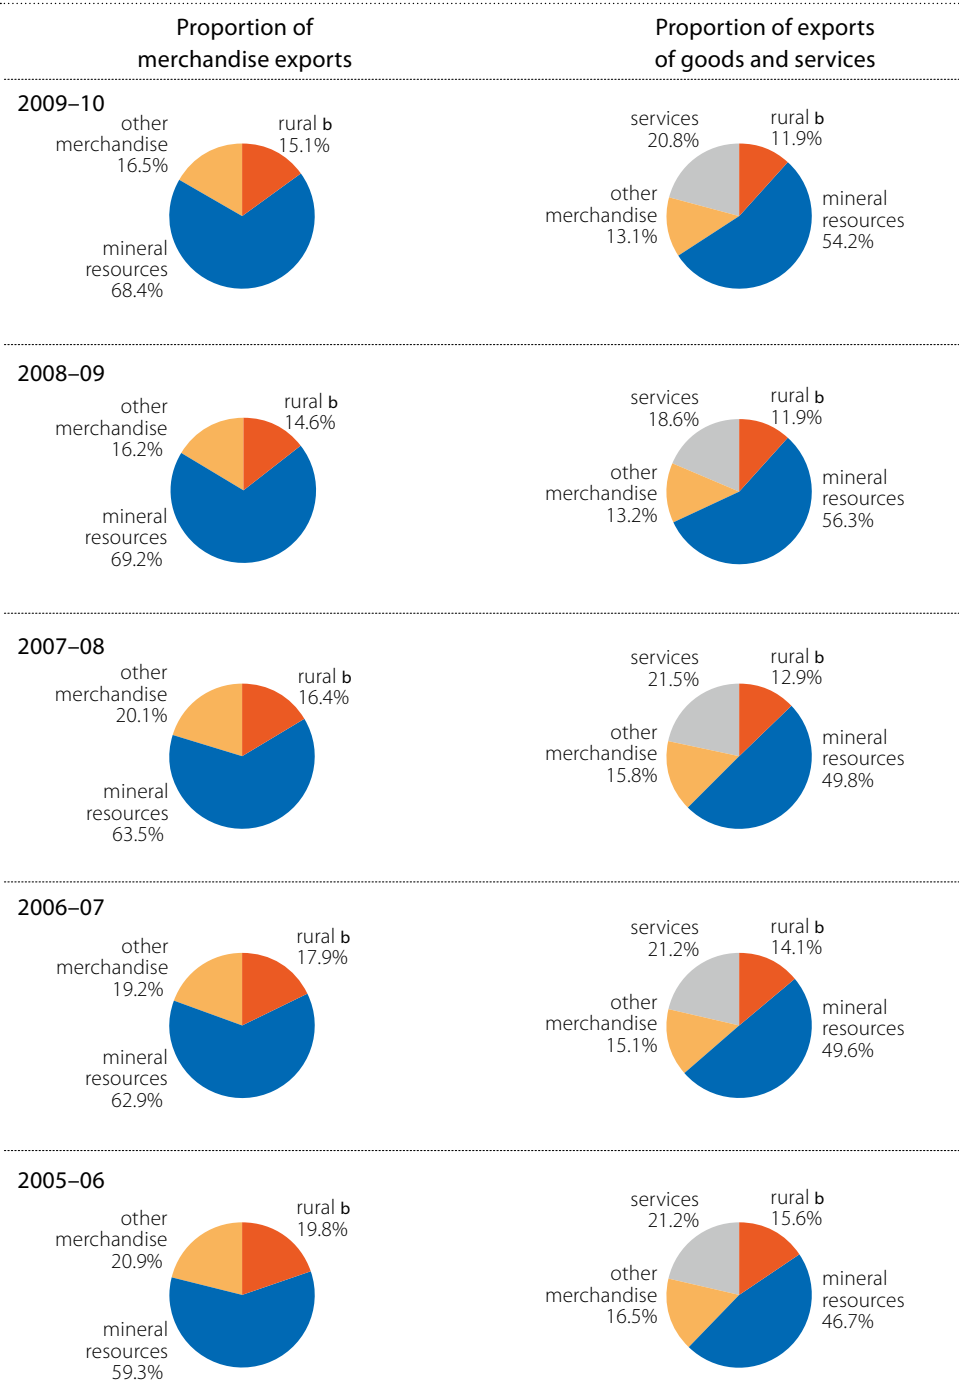 Proportion of
merchandise exports
Proportion of exports
of goods and services
2009–10
other
merchandise
16.5%
rural b
15.1%
mineral
resources
68.4%
services
20.8%
rural b
11.9%
other
merchandise
13.1%
mineral
resources
54.2%
2008–09
other
merchandise
16.2%
rural b
14.6%
mineral
resources
69.2%
services
18.6%
rural b
11.9%
other
merchandise
13.2%
mineral
resources
56.3%
2007–08
other
merchandise
20.1%
rural b
16.4%
mineral
resources
63.5%
services
21.5%
rural b
12.9%
other
merchandise
15.8%
mineral
resources
49.8%
2006–07
other
merchandise
19.2%
rural b
17.9%
mineral
resources
62.9%
services
21.2%
rural b
14.1%
other
merchandise
15.1%
mineral
resources
49.6%
2005–06
other
merchandise
20.9%
rural b
19.8%
mineral
resources
59.3%
services
21.2%
rural b
15.6%
other
merchandise
16.5%
mineral
resources
46.7%